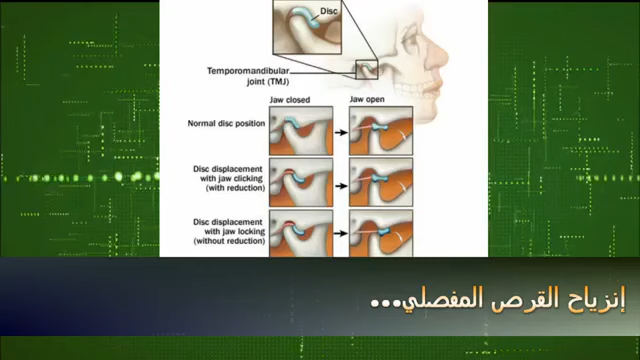 Disc
Temporomandibular
joint (TMJ)
Jaw closed
Jaw open
Normal disc position
Disc displacement
with jaw clicking
(with reduction)
Disc displacement
with jaw locking
(without reduction)
إنزياح القرص المفصلي...